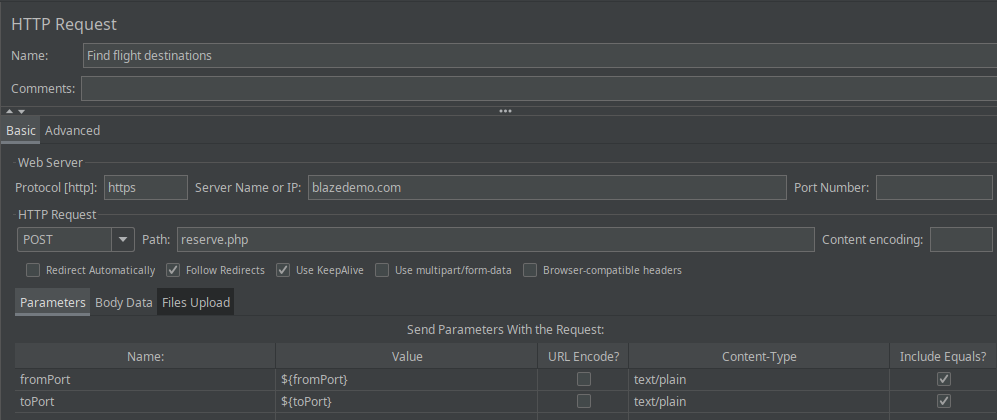 HTTP Request
Name: Find flight destinations
Comments:
Basic Advanced
Web Server
Protocol [http]: https Server Name or IP: blazedemo.com Port Number:
HTTP Request
POST Path: reserve.php Content encoding:
Redirect Automatically Follow Redirects Use KeepAlive Use multipart/form-data Browser-compatible headers
Parameters Body Data Files Upload
Send Parameters With the Request:
Name: Value URL Encode? Content-Type Include Equals?
fromPort ${fromPort} text/plain
toPort ${toPort} text/plain